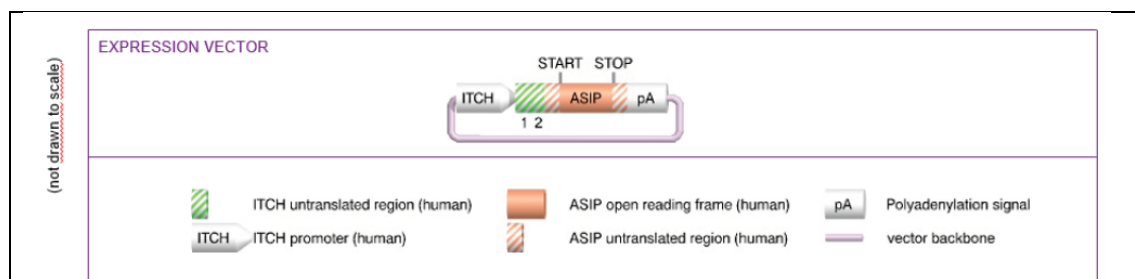 EXPRESSION VECTOR
(not drawn to scale)
START STOP
ITCH ASIP pA
1 2
ITCH untranslated region (human)
ASIP open reading frame (human)
pA Polyadenylation signal
ITCH ITCH promoter (human)
ASIP untranslated region (human)
vector backbone